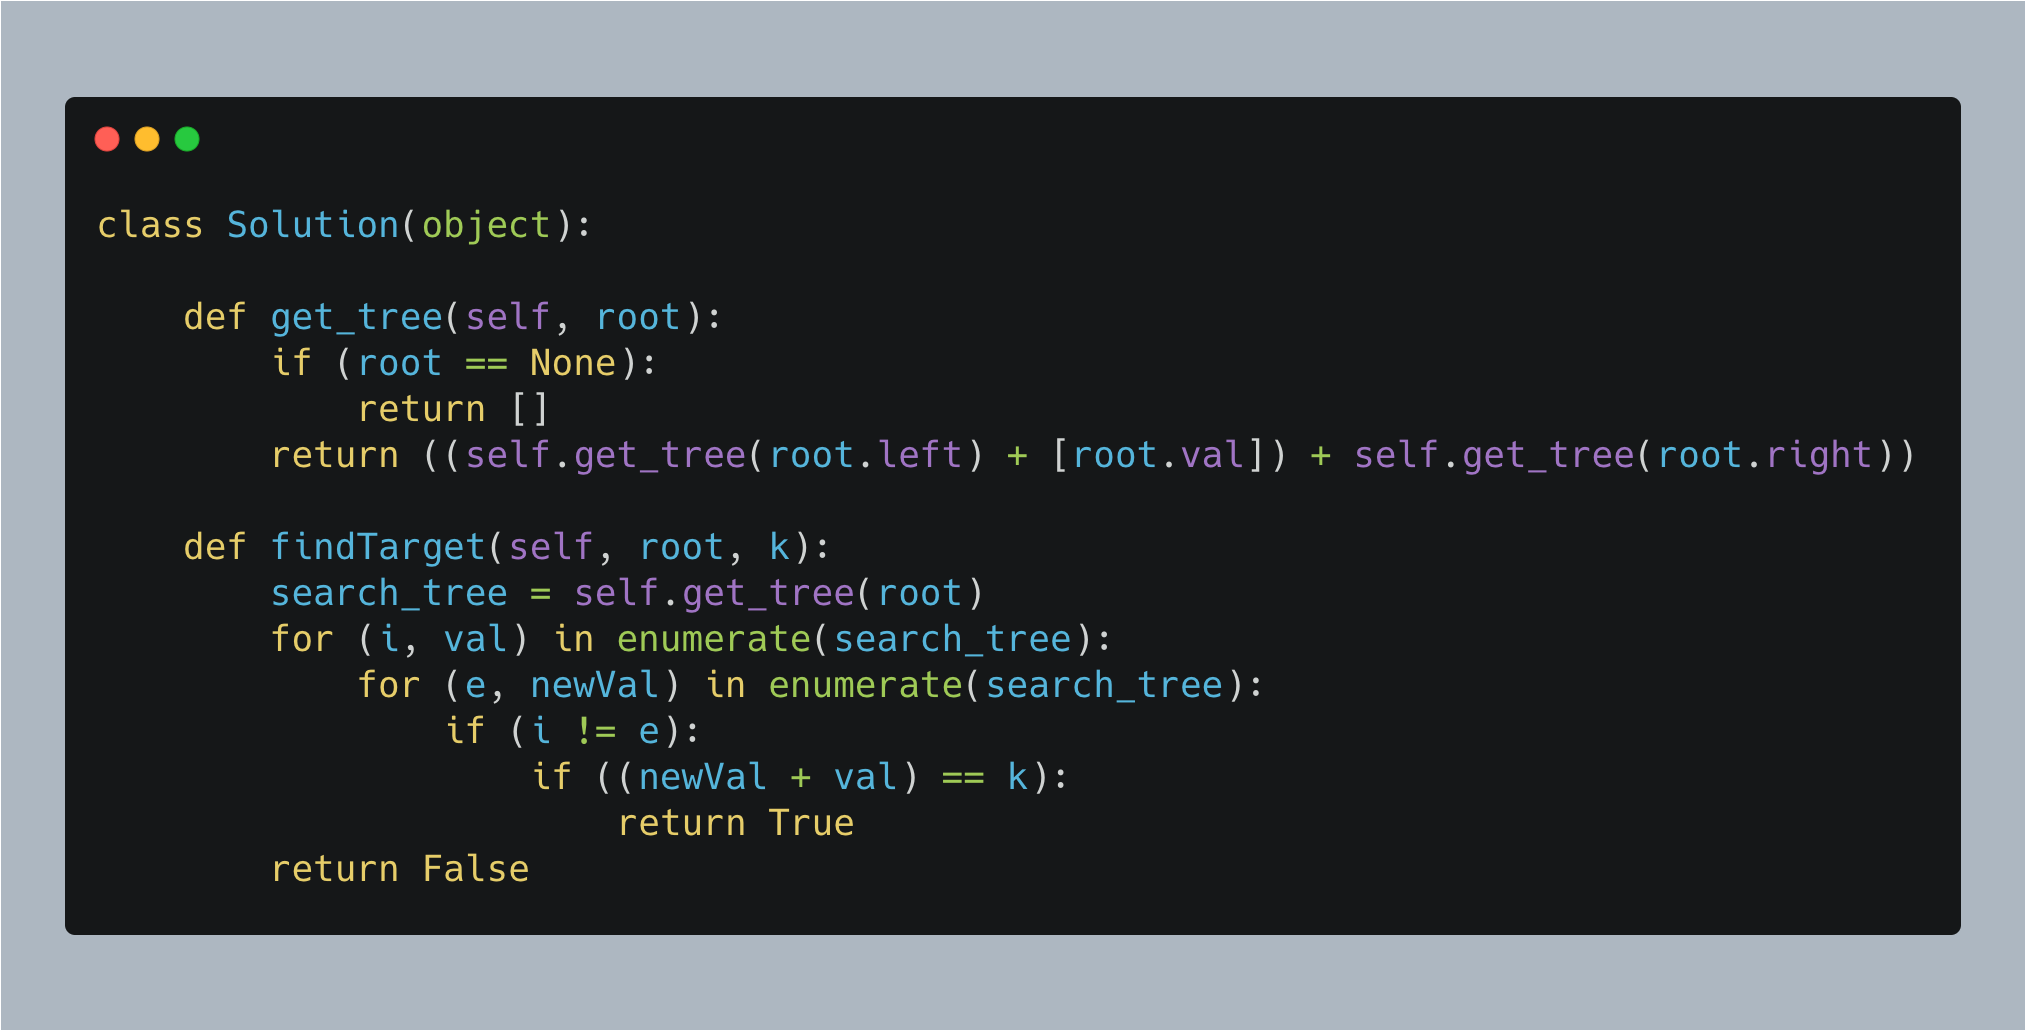 class Solution(object):

    def get_tree(self, root):
        if (root == None):
            return []
        return ((self.get_tree(root.left) + [root.val]) + self.get_tree(root.right))

    def findTarget(self, root, k):
        search_tree = self.get_tree(root)
        for (i, val) in enumerate(search_tree):
            for (e, newVal) in enumerate(search_tree):
                if (i != e):
                    if ((newVal + val) == k):
                        return True
        return False